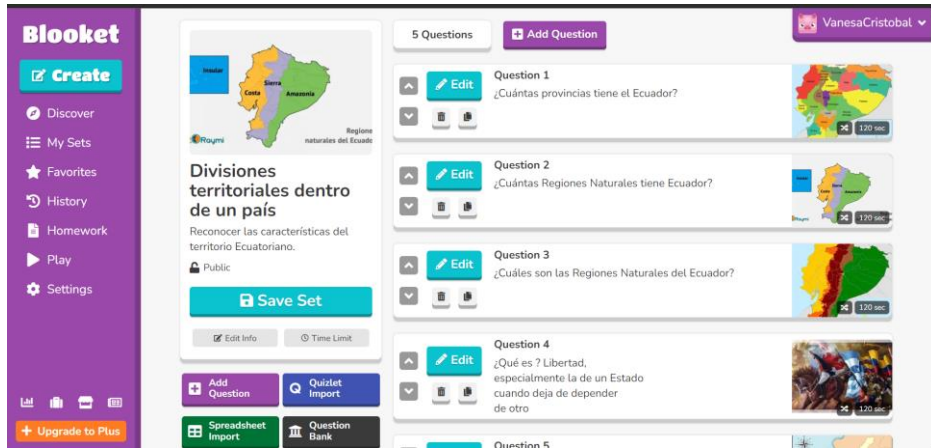 Blooket
Create
Discover
My Sets
Favorites
History
Homework
Play
Settings
Upgrade to Plus
Insular
Costa
Sierra
Amazonía
Raymi
Regione
naturales del Ecuado
Divisiones
territoriales dentro
de un país
Reconocer las características del
territorio Ecuatoriano.
Public
Save Set
Edit Info
Time Limit
Add
Question
Quizlet
Import
Spreadsheet
Import
Question
Bank
5 Questions
Add Question
VanesaCristobal
Edit
Question 1
¿Cuántas provincias tiene el Ecuador?
120 sec
Edit
Question 2
¿Cuántas Regiones Naturales tiene Ecuador?
120 sec
Edit
Question 3
¿Cuáles son las Regiones Naturales del Ecuador?
120 sec
Edit
Question 4
¿Qué es ? Libertad,
especialmente la de un Estado
cuando deja de depender
de otro
120 sec
Question 5